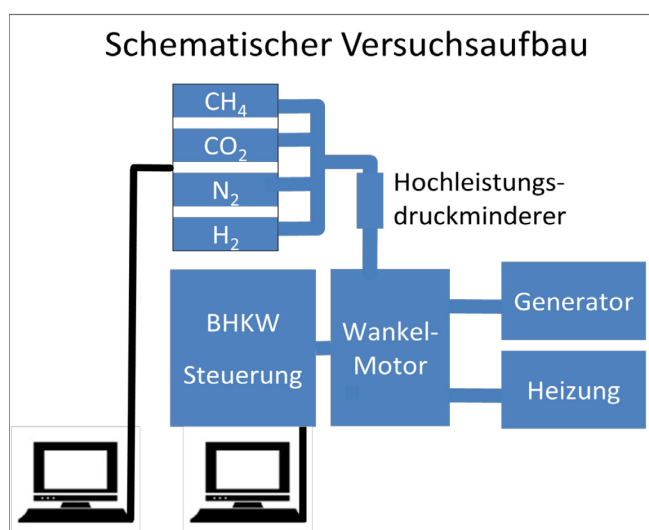 Schematischer Versuchsaufbau
CH₄
CO₂
N₂
H₂
Hochleistungs-
druckminderer
BHKW
Steuerung
Wankel-
Motor
Generator
Heizung